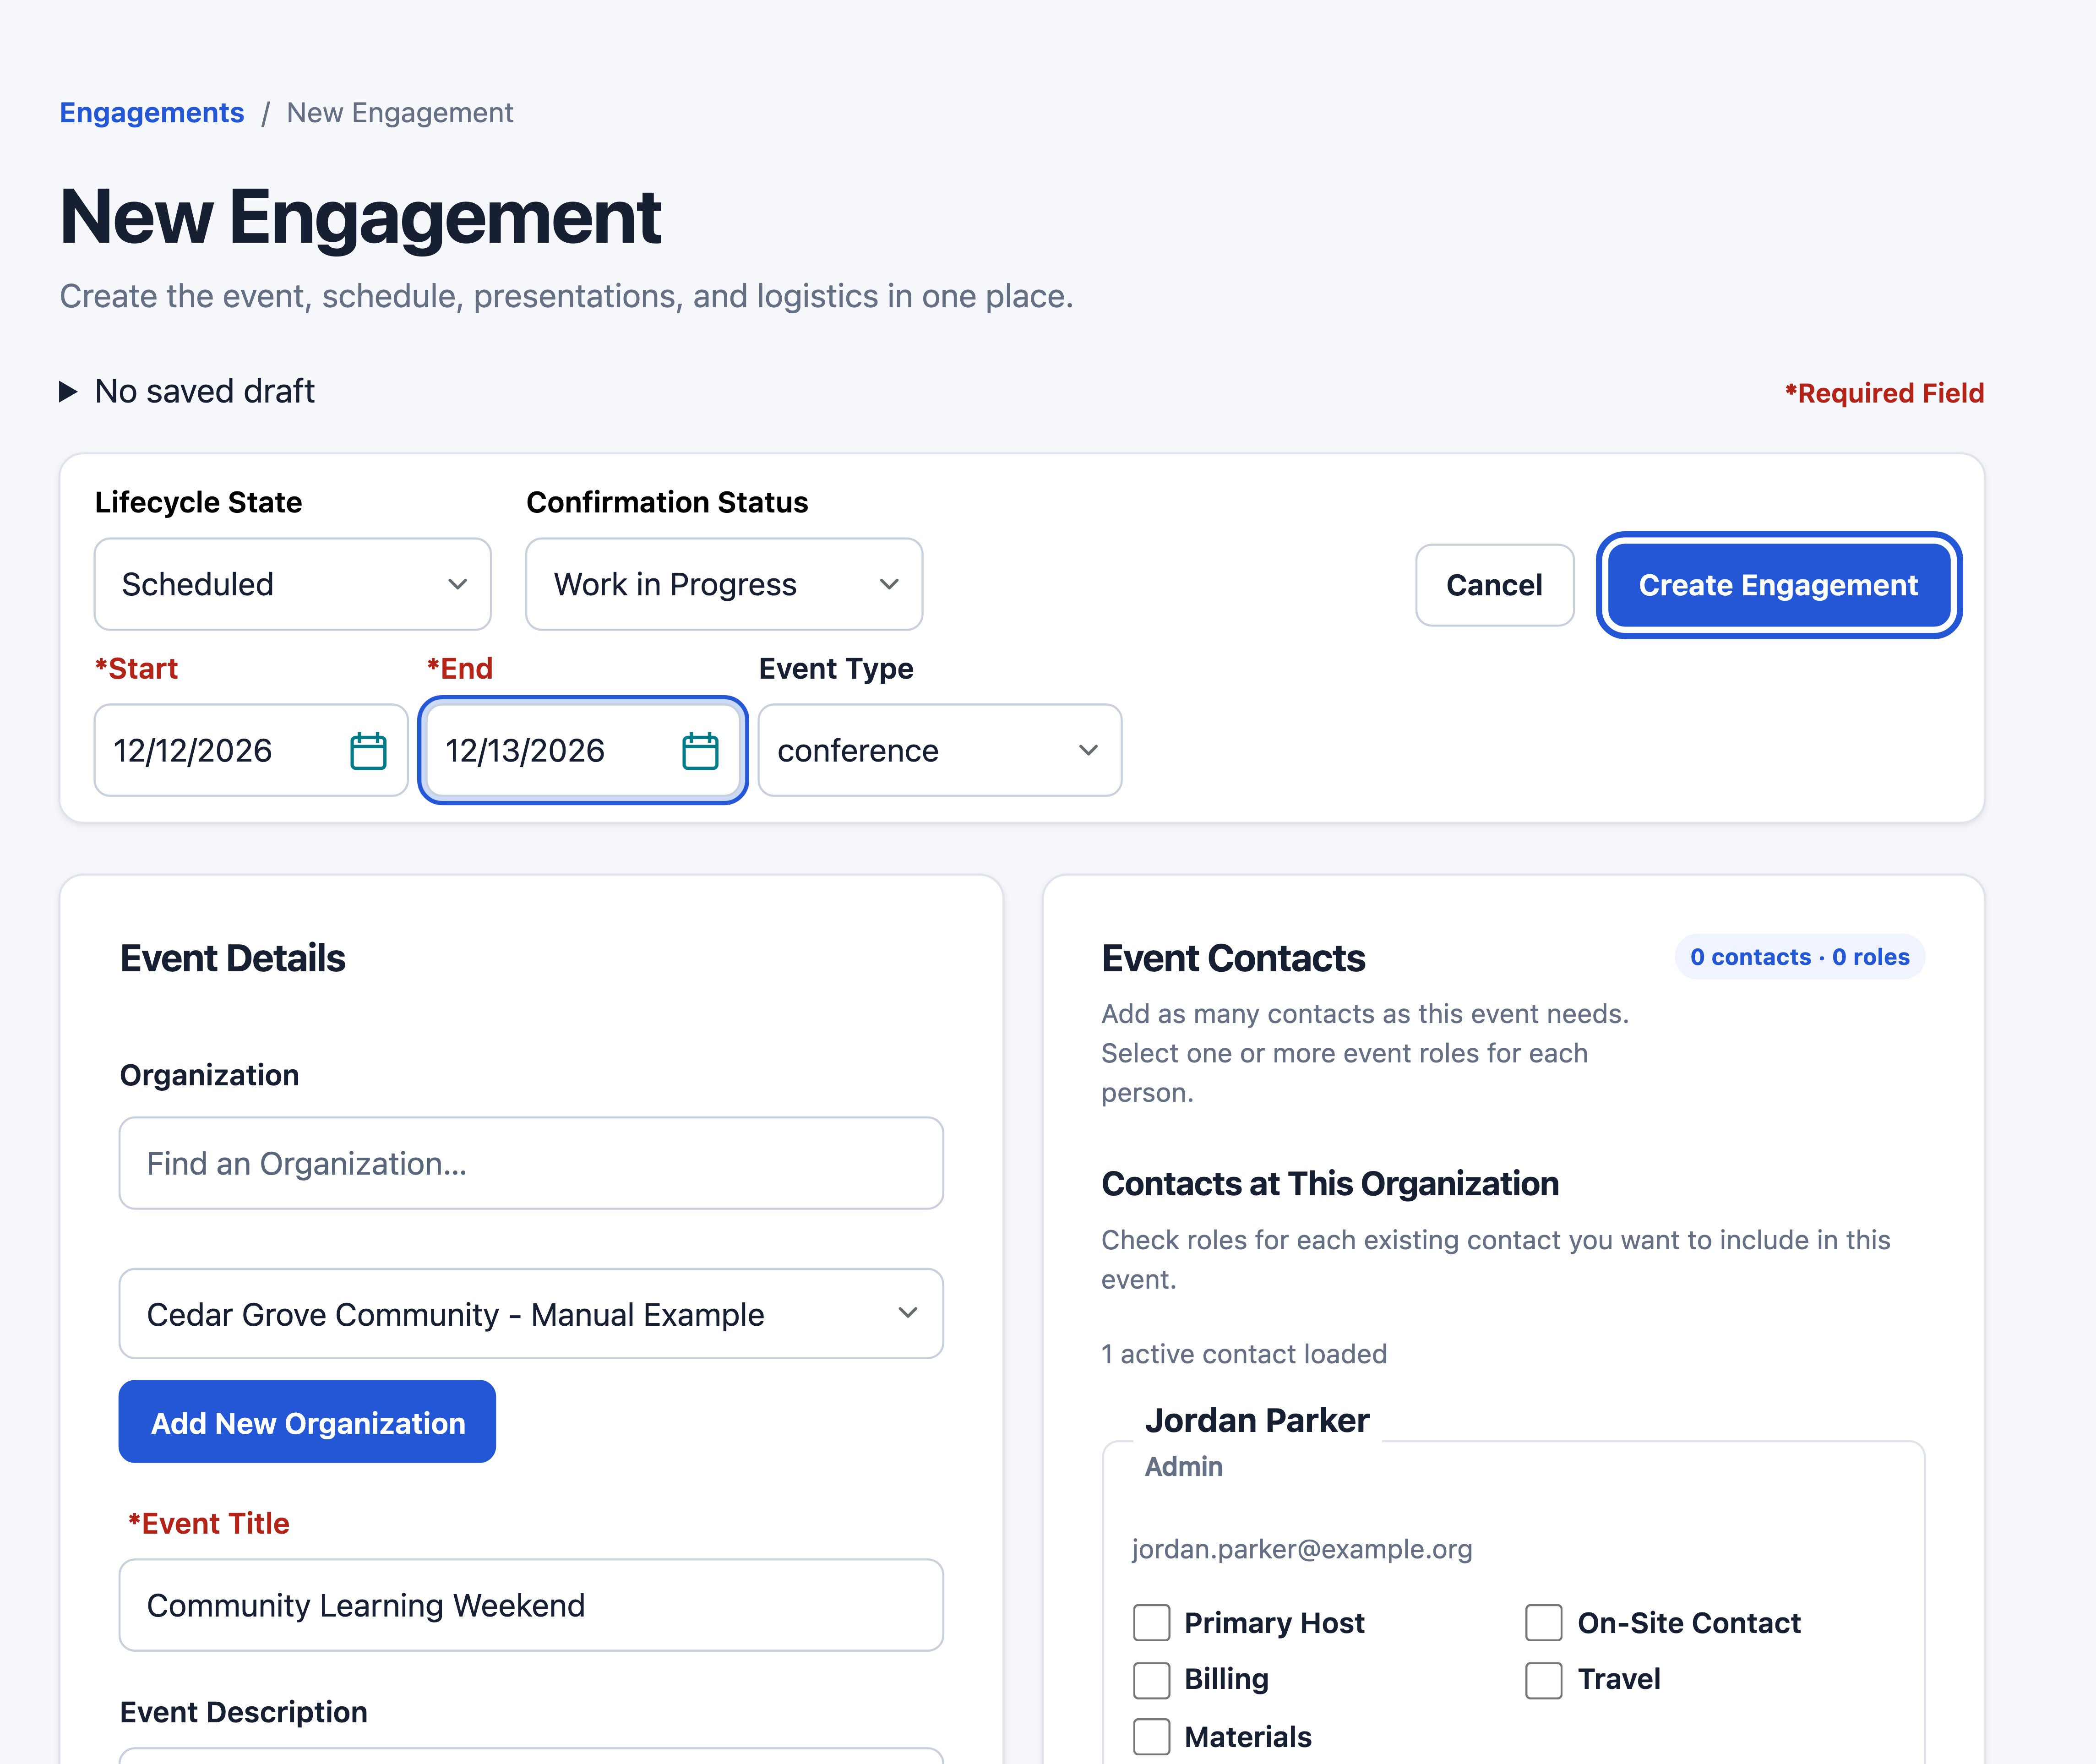 Engagements / New Engagement
New Engagement
Create the event, schedule, presentations, and logistics in one place.
▶ No saved draft
*Required Field
Lifecycle State
Confirmation Status
Scheduled
Work in Progress
Cancel
Create Engagement
*Start
*End
Event Type
12/12/2026
12/13/2026
conference
Event Details
Organization
Find an Organization...
Cedar Grove Community - Manual Example
Add New Organization
*Event Title
Community Learning Weekend
Event Description
Event Contacts
0 contacts · 0 roles
Add as many contacts as this event needs.
Select one or more event roles for each
person.
Contacts at This Organization
Check roles for each existing contact you want to include in this
event.
1 active contact loaded
Jordan Parker
Admin
jordan.parker@example.org
Primary Host
On-Site Contact
Billing
Travel
Materials